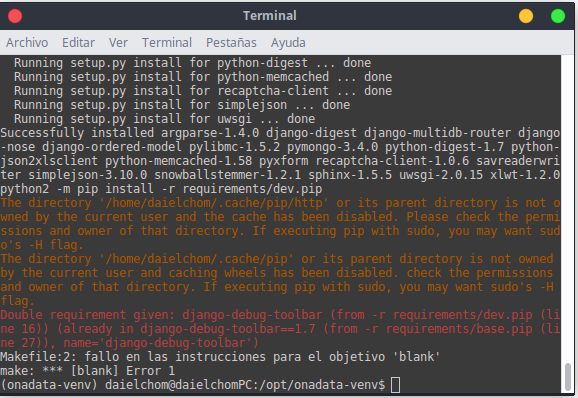 Terminal
Archivo Editar Ver Terminal Pestañas Ayuda
Running setup.py install for python-digest ... done
Running setup.py install for python-memcached ... done
Running setup.py install for recaptcha-client ... done
Running setup.py install for simplejson ... done
Running setup.py install for uwsgi ... done
Successfully installed argparse-1.4.0 django-digest django-multidb-router django
-nose django-ordered-model pylibmc-1.5.2 pymongo-3.4.0 python-digest-1.7 python-
json2xlsclient python-memcached-1.58 pyxform recaptcha-client-1.0.6 savreaderwri
ter simplejson-3.10.0 snowballstemmer-1.2.1 sphinx-1.5.5 uwsgi-2.0.15 xlwt-1.2.0
python2 -m pip install -r requirements/dev.pip
The directory '/home/daielchom/.cache/pip/http' or its parent directory is not o
wned by the current user and the cache has been disabled. Please check the permi
ssions and owner of that directory. If executing pip with sudo, you may want sud
o's -H flag.
The directory '/home/daielchom/.cache/pip' or its parent directory is not owned
by the current user and caching wheels has been disabled. check the permissions
and owner of that directory. If executing pip with sudo, you may want sudo's -H
flag.
Double requirement given: django-debug-toolbar (from -r requirements/dev.pip (li
ne 16)) (already in django-debug-toolbar==1.7 (from -r requirements/base.pip (li
ne 27)), name='django-debug-toolbar')
Makefile:2: fallo en las instrucciones para el objetivo 'blank'
make: *** [blank] Error 1
(onadata-venv) daielchom@daielchomPC:/opt/onadata-venv$